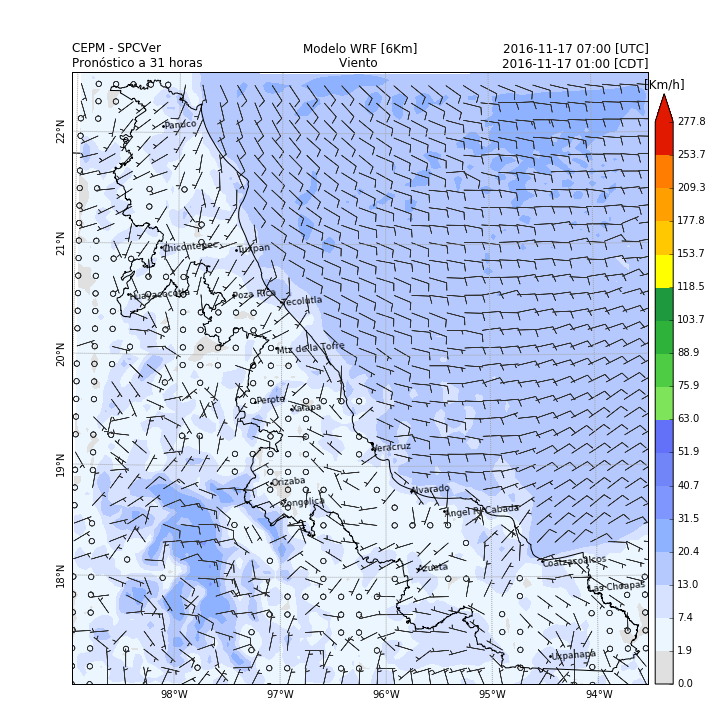 CEPM - SPCVer
Modelo WRF [6Km]
2016-11-17 07:00 [UTC]
Pronóstico a 31 horas
Viento
2016-11-17 01:00 [CDT]
[Km/h]
277.8
253.7
209.3
177.8
153.7
118.5
103.7
88.9
75.9
63.0
51.9
40.7
31.5
20.4
13.0
7.4
1.9
0.0
22°N
21°N
20°N
19°N
18°N
Panuco
Chicontepec
Tuxpan
Poza Rica
Tecolutla
Mtz de la Torre
Perote
Xalapa
Veracruz
Orizaba
Zongolica
Alvarado
Angel R. Cabada
Azueta
Coatzacoalcos
Las Choapas
Uxpanapa
98°W
97°W
96°W
95°W
94°W